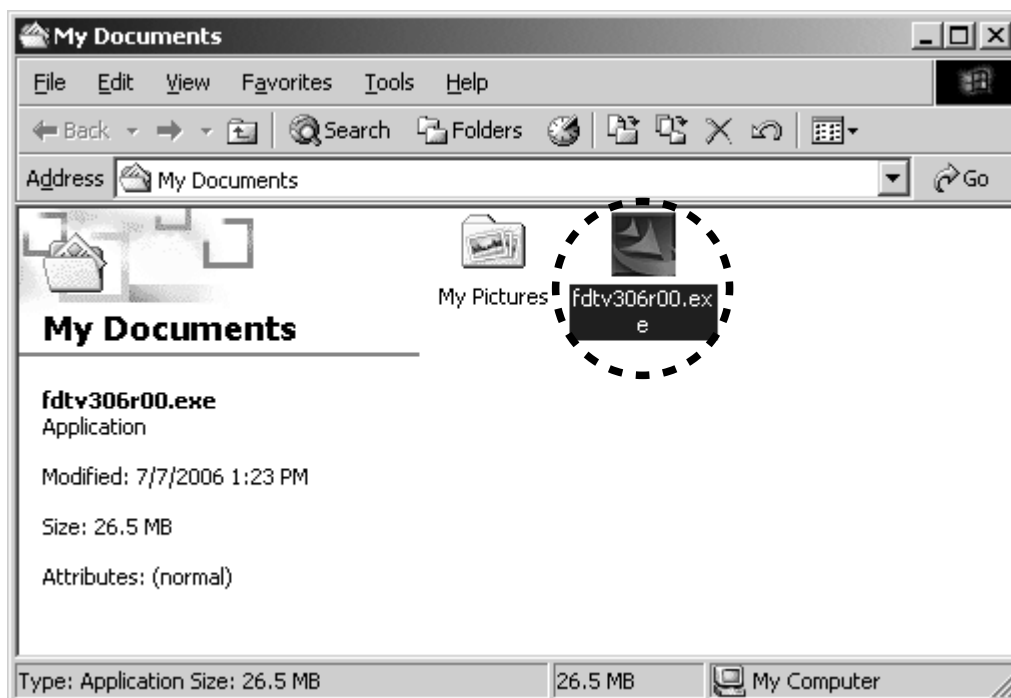 My Documents
File Edit View Favorites Tools Help
Back Search Folders
Address My Documents Go
My Pictures
fdtv306r00.ex
e
My Documents
fdtv306r00.exe
Application
Modified: 7/7/2006 1:23 PM
Size: 26.5 MB
Attributes: (normal)
Type: Application Size: 26.5 MB 26.5 MB My Computer